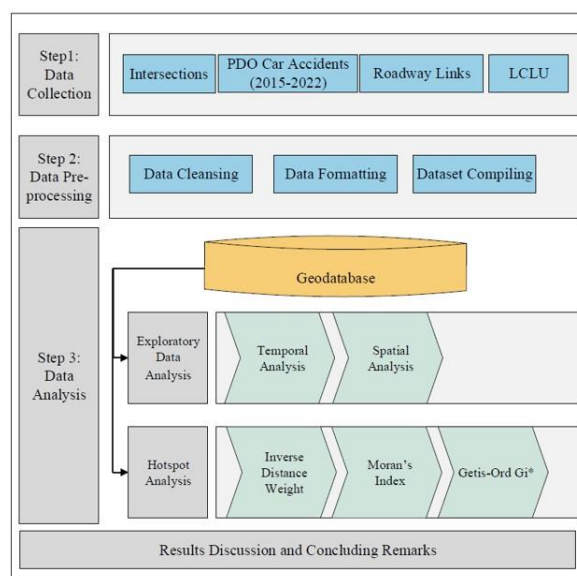 Step1:
Data
Collection
Intersections
PDO Car Accidents
(2015-2022)
Roadway Links
LCLU
Step 2:
Data Pre-
processing
Data Cleansing
Data Formatting
Dataset Compiling
Step 3:
Data
Analysis
Geodatabase
Exploratory
Data
Analysis
Temporal
Analysis
Spatial
Analysis
Hotspot
Analysis
Inverse
Distance
Weight
Moran's
Index
Getis-Ord Gi*
Results Discussion and Concluding Remarks